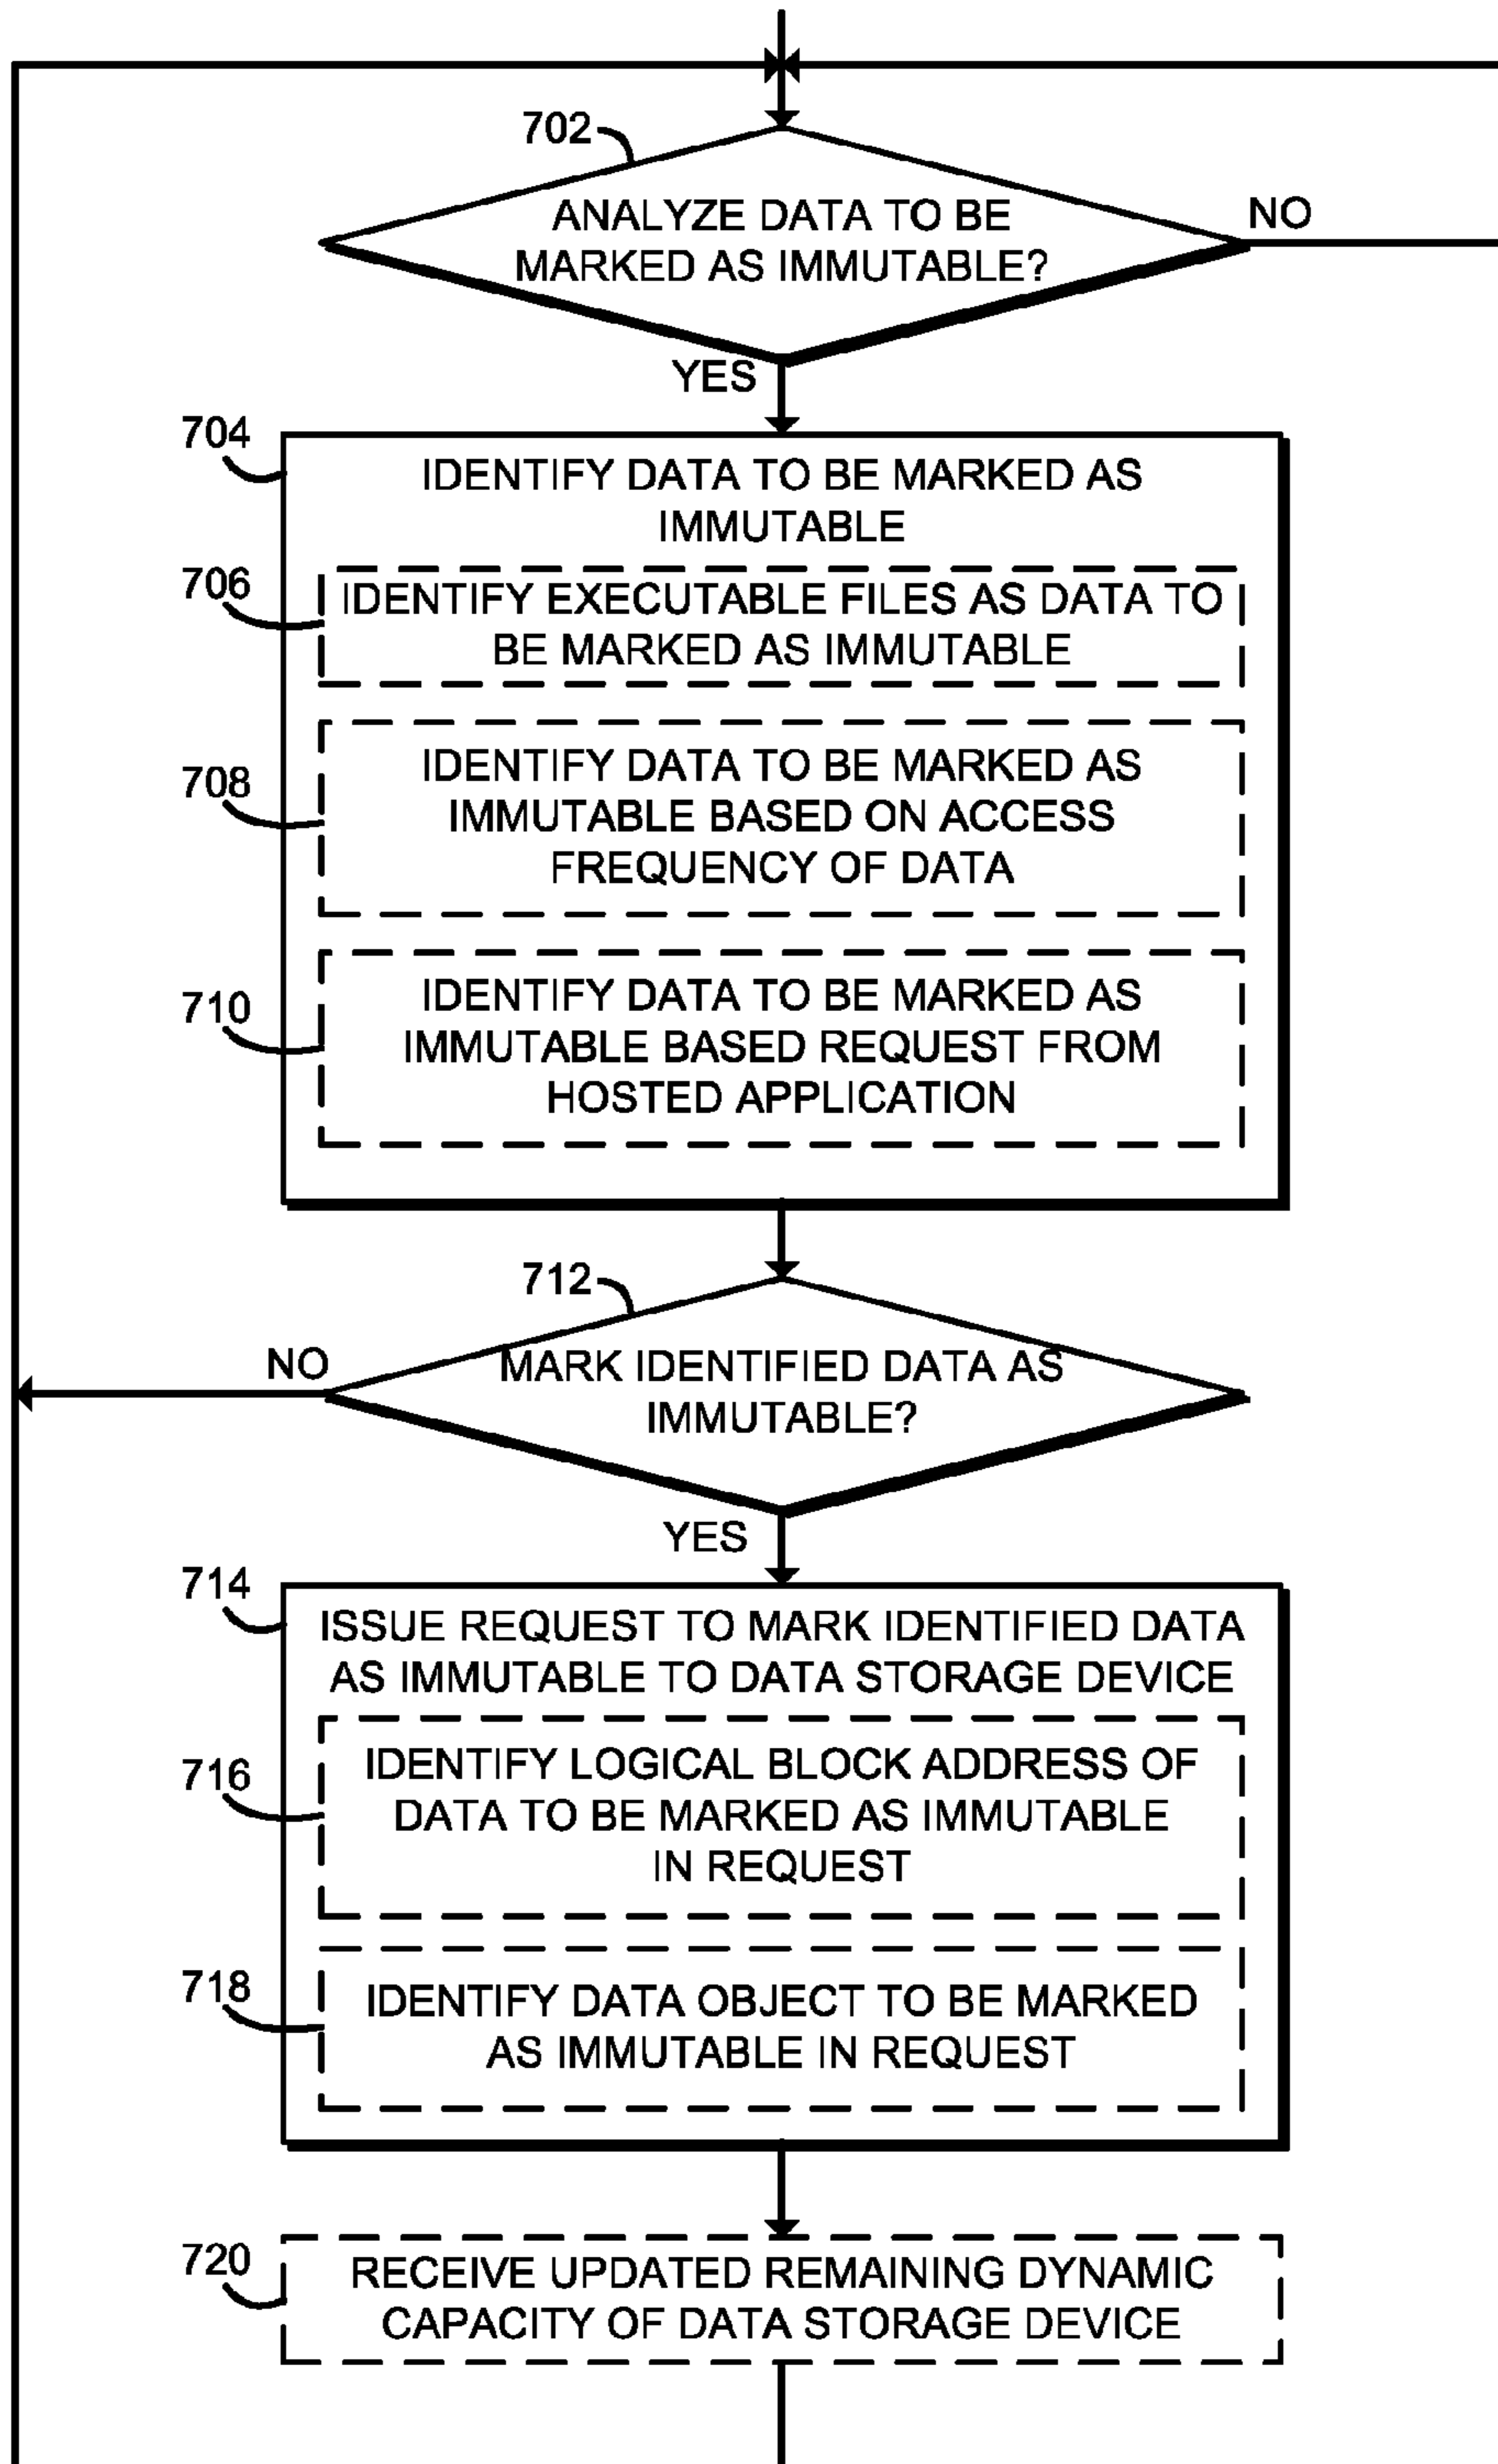 702
ANALYZE DATA TO BE
MARKED AS IMMUTABLE?
NO
YES
704
IDENTIFY DATA TO BE MARKED AS
IMMUTABLE
706
IDENTIFY EXECUTABLE FILES AS DATA TO
BE MARKED AS IMMUTABLE
708
IDENTIFY DATA TO BE MARKED AS
IMMUTABLE BASED ON ACCESS
FREQUENCY OF DATA
710
IDENTIFY DATA TO BE MARKED AS
IMMUTABLE BASED REQUEST FROM
HOSTED APPLICATION
712
NO
MARK IDENTIFIED DATA AS
IMMUTABLE?
YES
714
ISSUE REQUEST TO MARK IDENTIFIED DATA
AS IMMUTABLE TO DATA STORAGE DEVICE
716
IDENTIFY LOGICAL BLOCK ADDRESS OF
DATA TO BE MARKED AS IMMUTABLE
IN REQUEST
718
IDENTIFY DATA OBJECT TO BE MARKED
AS IMMUTABLE IN REQUEST
720
RECEIVE UPDATED REMAINING DYNAMIC
CAPACITY OF DATA STORAGE DEVICE